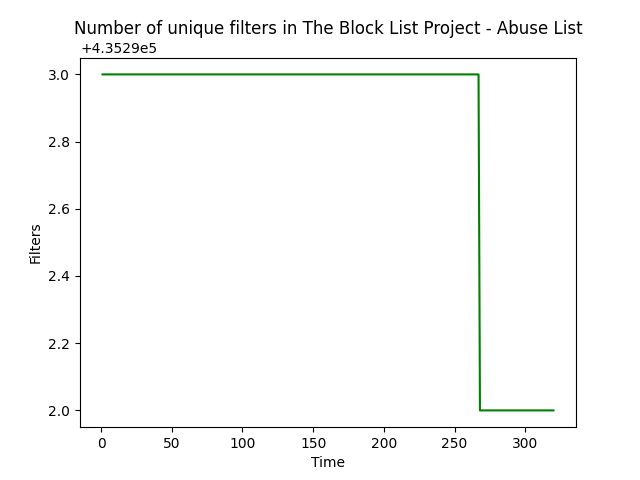 Number of unique filters in The Block List Project - Abuse List
+4.3529e5
3.0
2.8
2.6
2.4
2.2
2.0
Filters
0 50 100 150 200 250 300
Time